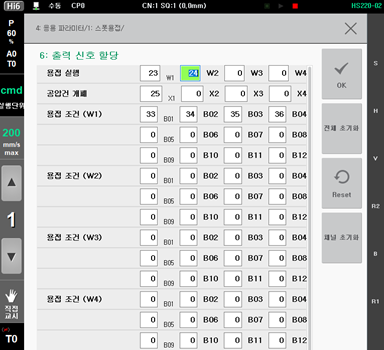 Hi6 수동 CP0 CN:1 SQ:1 (0,0mm) HS220-02
P
60
%
A0
T0
cmd
실행단위
200
mm/s
max
1
직접
교시
T0
4: 응용 파라미터/1: 스폿용접/
6: 출력 신호 할당
용접 실행 23 W1 24 W2 0 W3 0 W4
공압건 개폐 25 X1 0 X2 0 X3 0 X4
용접 조건 (W1) 33 B01 34 B02 35 B03 36 B04
0 B05 0 B06 0 B07 0 B08
0 B09 0 B10 0 B11 0 B12
용접 조건 (W2) 0 B01 0 B02 0 B03 0 B04
0 B05 0 B06 0 B07 0 B08
0 B09 0 B10 0 B11 0 B12
용접 조건 (W3) 0 B01 0 B02 0 B03 0 B04
0 B05 0 B06 0 B07 0 B08
0 B09 0 B10 0 B11 0 B12
용접 조건 (W4) 0 B01 0 B02 0 B03 0 B04
0 B05 0 B06 0 B07 0 B08
0 B09 0 B10 0 B11 0 B12
OK
전체 초기화
Reset
패널 초기화
S
H
V
R2
B
R1